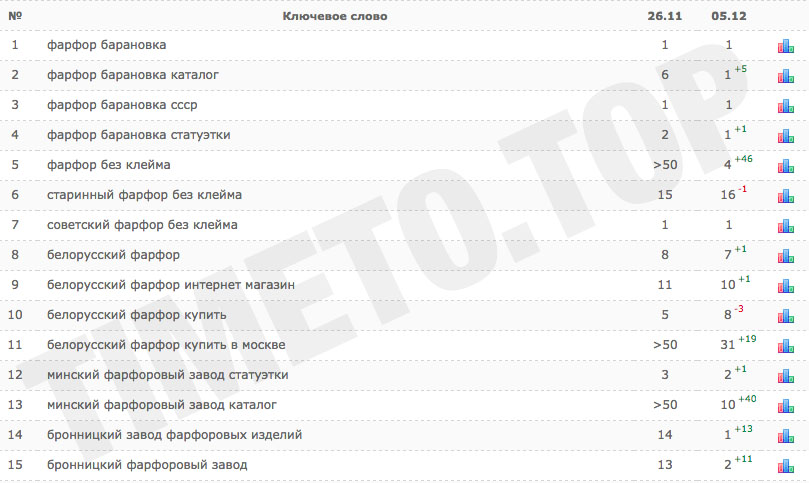 № Ключевое слово 26.11 05.12
1 фарфор барановка 1 1
2 фарфор барановка каталог 6 1 +5
3 фарфор барановка ссср 1 1
4 фарфор барановка статуэтки 2 1 +1
5 фарфор без клейма >50 4 +46
6 старинный фарфор без клейма 15 16 -1
7 советский фарфор без клейма 1 1
8 белорусский фарфор 8 7 +1
9 белорусский фарфор интернет магазин 11 10 +1
10 белорусский фарфор купить 5 8 -3
11 белорусский фарфор купить в москве >50 31 +19
12 минский фарфоровый завод статуэтки 3 2 +1
13 минский фарфоровый завод каталог >50 10 +40
14 бронницкий завод фарфоровых изделий 14 1 +13
15 бронницкий фарфоровый завод 13 2 +11
TIMETO.TOP